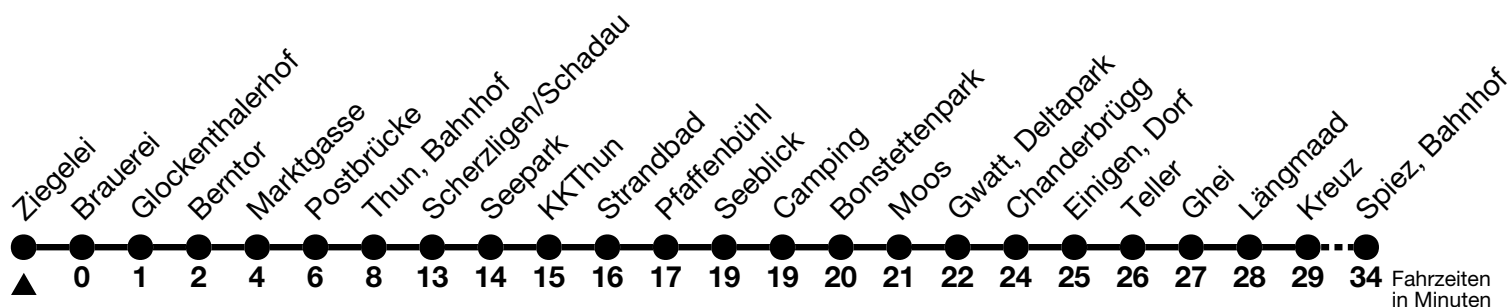 Ziegelei
Brauerei
Glockenthalerhof
Berntor
Marktgasse
Postbrücke
Thun, Bahnhof
Scherzligen/Schadau
Seepark
KKThun
Strandbad
Pfaffenbühl
Seeblick
Camping
Bonstettenpark
Moos
Gwatt, Deltapark
Chanderbrügg
Einigen, Dorf
Teller
Ghei
Längmaad
Kreuz
Spiez, Bahnhof
0 1 2 4 6 8 13 14 15 16 17 19 19 20 21 22 24 25 26 27 28 29 34 Fahrzeiten
in Minuten